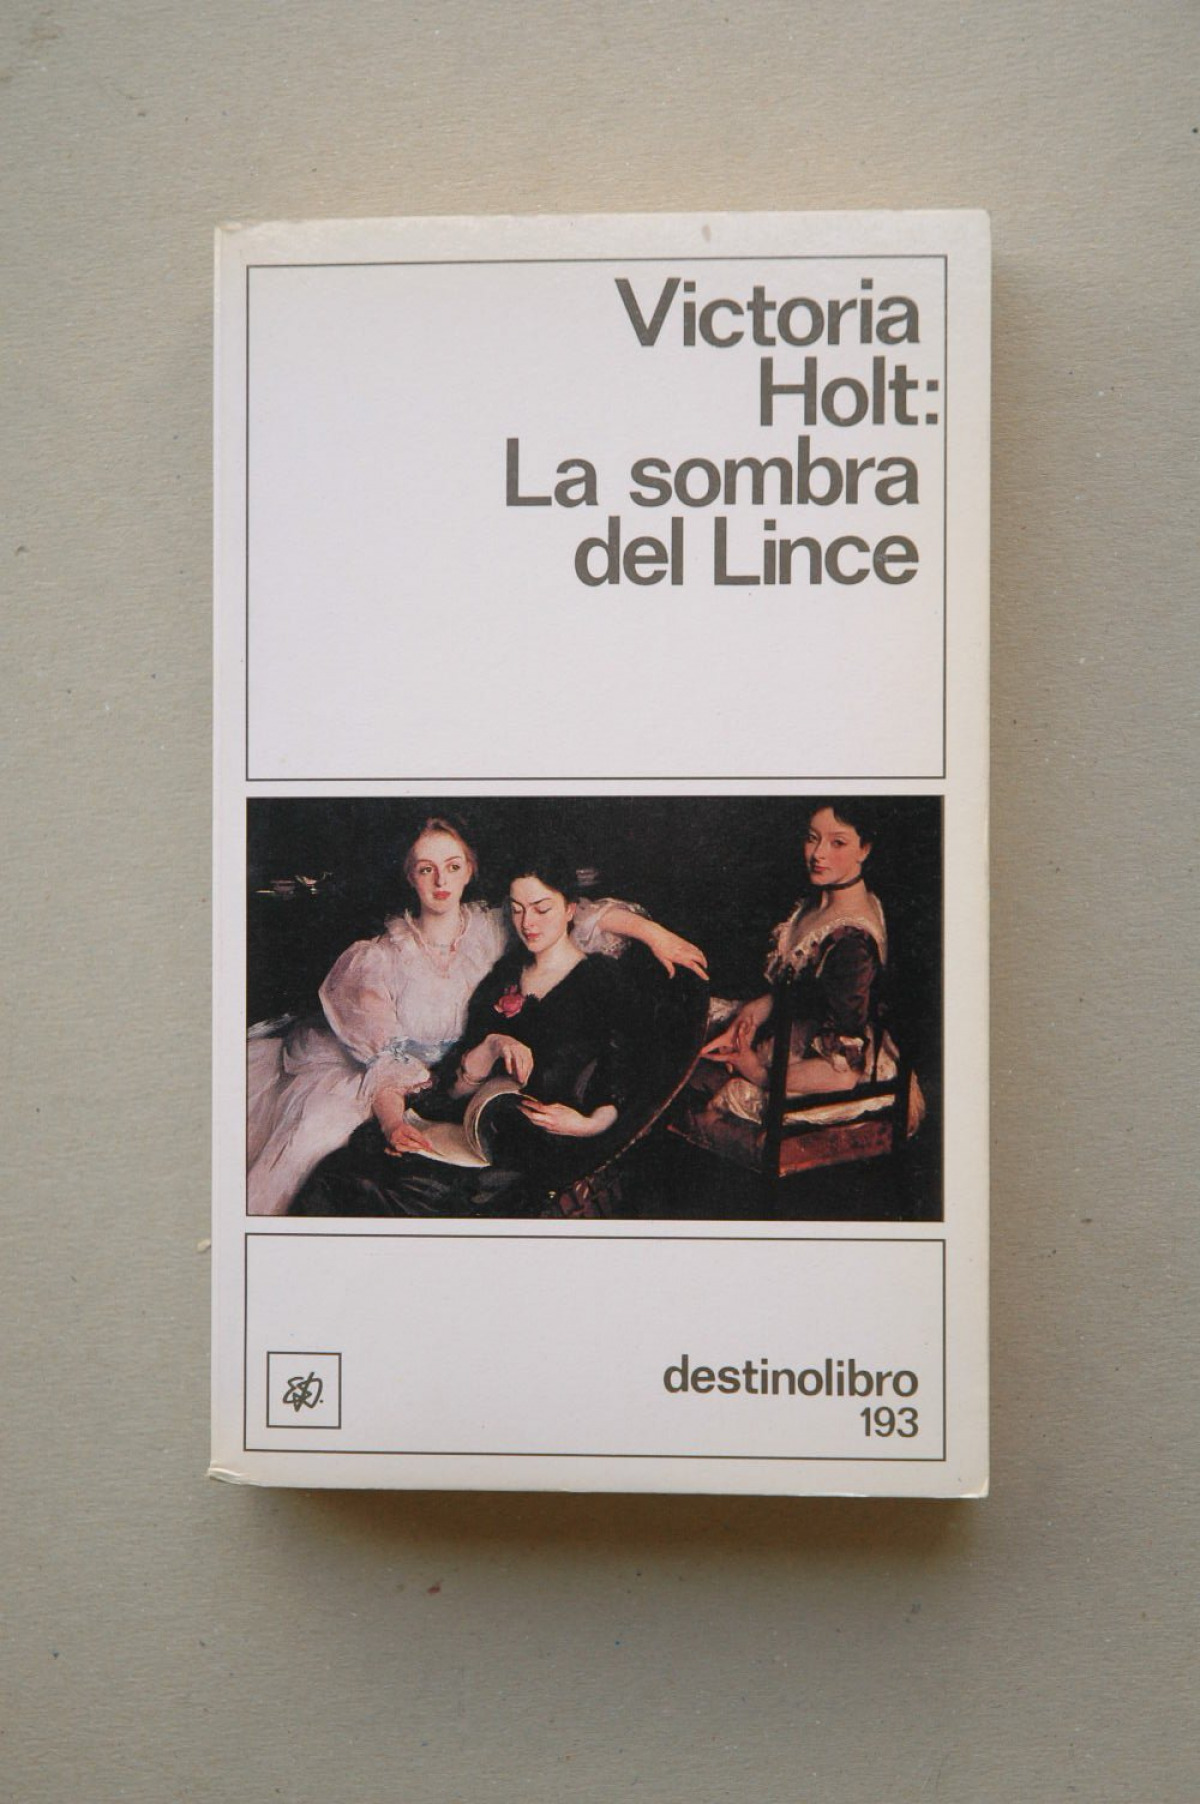 Victoria
Holt:
La sombra
del Lince
destinolibro
193